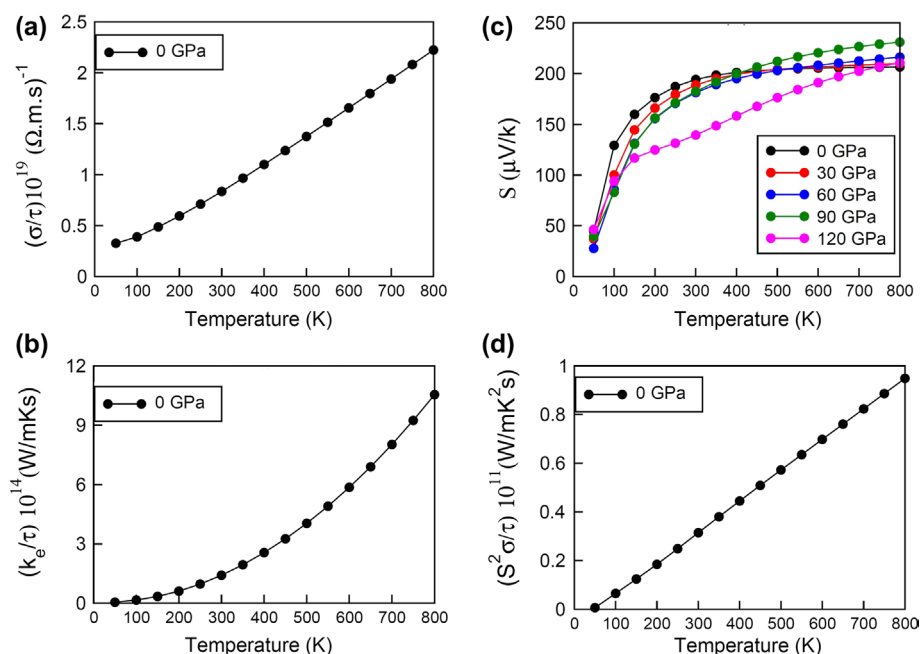 (a)
2.5
2
1.5
1
0.5
0
0 GPa
(σ/τ)10^19 (Ω.m.s)^-1
0 100 200 300 400 500 600 700 800
Temperature (K)
(c)
250
200
150
100
50
0
S (μV/k)
0 GPa
30 GPa
60 GPa
90 GPa
120 GPa
0 100 200 300 400 500 600 700 800
Temperature (K)
(b)
12
9
6
3
0
0 GPa
(k_e/τ) 10^14 (W/mKs)
0 100 200 300 400 500 600 700 800
Temperature (K)
(d)
1
0.8
0.6
0.4
0.2
0
0 GPa
(S^2 σ/τ) 10^11 (W/mK^2s)
0 100 200 300 400 500 600 700 800
Temperature (K)